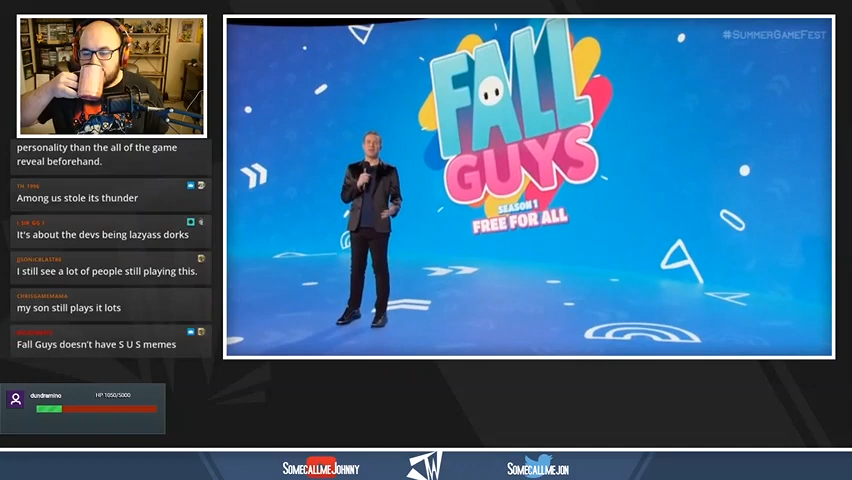 personality than the all of the game
reveal beforehand.
TH_1996
Among us stole its thunder
It's about the devs being lazyass dorks
I still see a lot of people still playing this.
CHRISGAMEMAMA
my son still plays it lots
Fall Guys doesn't have S U S memes
dundramino HP 1050/5000
#SUMMERGAMEFEST
FALL
GUYS
SEASON 1
FREE FOR ALL
SOMECALLMEJOHNNY
SOMECALLMEJON